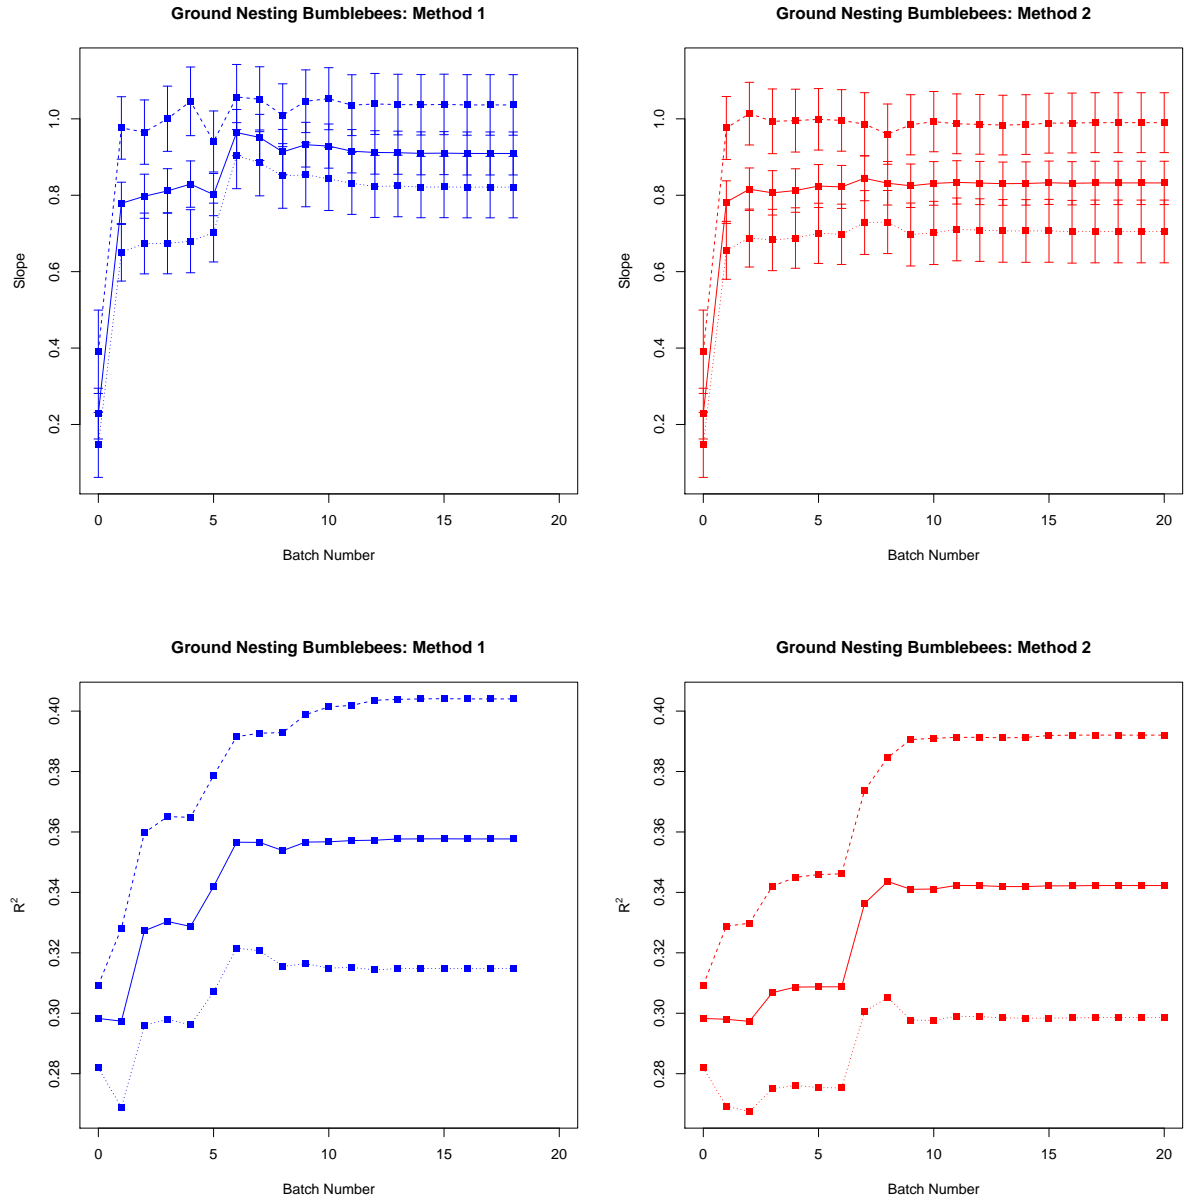 Ground Nesting Bumblebees: Method 1
Slope
0.2 0.4 0.6 0.8 1.0
0 5 10 15 20
Batch Number
Ground Nesting Bumblebees: Method 2
Slope
0.2 0.4 0.6 0.8 1.0
0 5 10 15 20
Batch Number
Ground Nesting Bumblebees: Method 1
R²
0.28 0.30 0.32 0.34 0.36 0.38 0.40
0 5 10 15 20
Batch Number
Ground Nesting Bumblebees: Method 2
R²
0.28 0.30 0.32 0.34 0.36 0.38 0.40
0 5 10 15 20
Batch Number